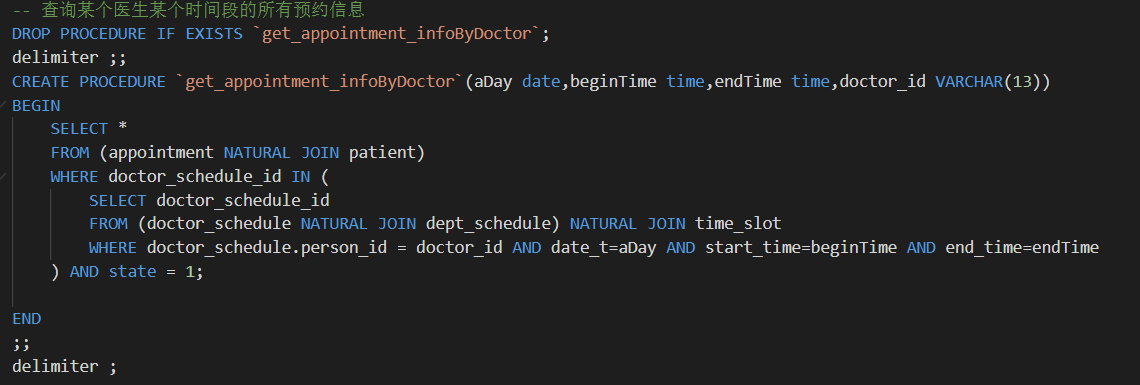 -- 查询某个医生某个时间段的所有预约信息
DROP PROCEDURE IF EXISTS `get_appointment_infoByDoctor`;
delimiter ;;
CREATE PROCEDURE `get_appointment_infoByDoctor`(aDay date,beginTime time,endTime time,doctor_id VARCHAR(13))
BEGIN
    SELECT *
    FROM (appointment NATURAL JOIN patient)
    WHERE doctor_schedule_id IN (
        SELECT doctor_schedule_id
        FROM (doctor_schedule NATURAL JOIN dept_schedule) NATURAL JOIN time_slot
        WHERE doctor_schedule.person_id = doctor_id AND date_t=aDay AND start_time=beginTime AND end_time=endTime
    ) AND state = 1;
END
;;
delimiter ;